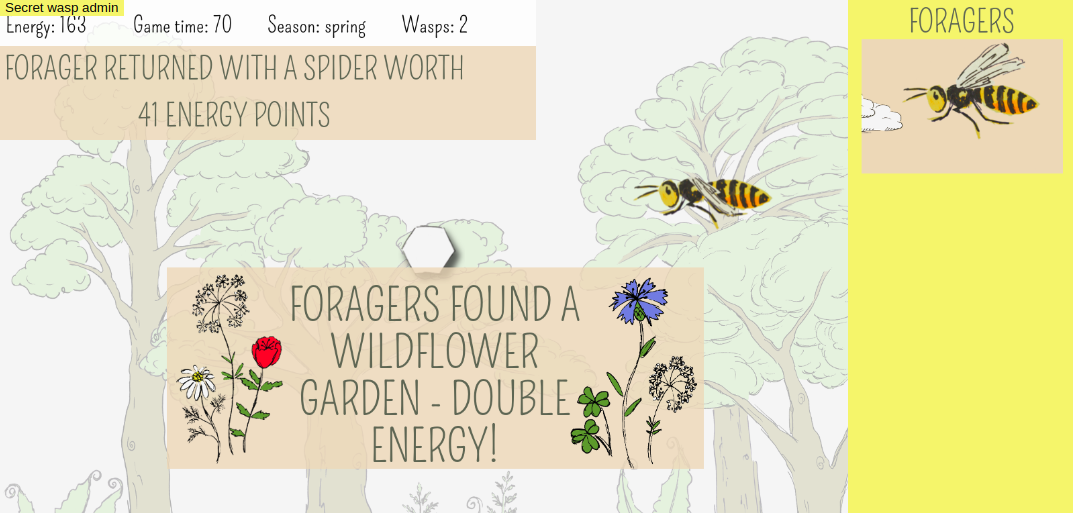 Secret wasp admin
Energy: 163 Game time: 70 Season: spring Wasps: 2
FORAGERS
FORAGER RETURNED WITH A SPIDER WORTH
41 ENERGY POINTS
FORAGERS FOUND A
WILDFLOWER
GARDEN - DOUBLE
ENERGY!